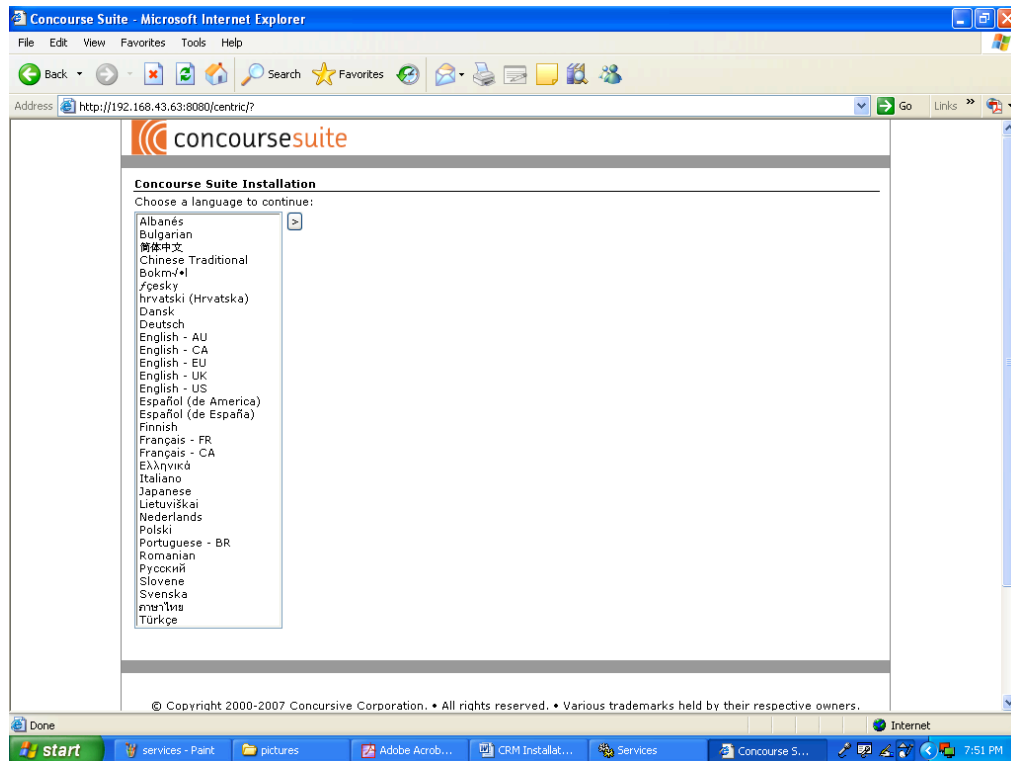 Concourse Suite - Microsoft Internet Explorer
File Edit View Favorites Tools Help
Back Search Favorites
Address http://192.168.43.63:8080/centric/? Go Links »
concoursesuite
Concourse Suite Installation
Choose a language to continue:
Albanés >
Bulgarian
简体中文
Chinese Traditional
Bokm√•l
ƒçesky
hrvatski (Hrvatska)
Dansk
Deutsch
English - AU
English - CA
English - EU
English - UK
English - US
Español (de America)
Español (de España)
Finnish
Français - FR
Français - CA
Ελληνικά
Italiano
Japanese
Lietuviškai
Nederlands
Polski
Portuguese - BR
Romanian
Русский
Slovene
Svenska
ภาษาไทย
Türkçe
© Copyright 2000-2007 Concursive Corporation. • All rights reserved. • Various trademarks held by their respective owners.
Done Internet
start services - Paint pictures Adobe Acrob... CRM Installat... Services Concourse S... 7:51 PM